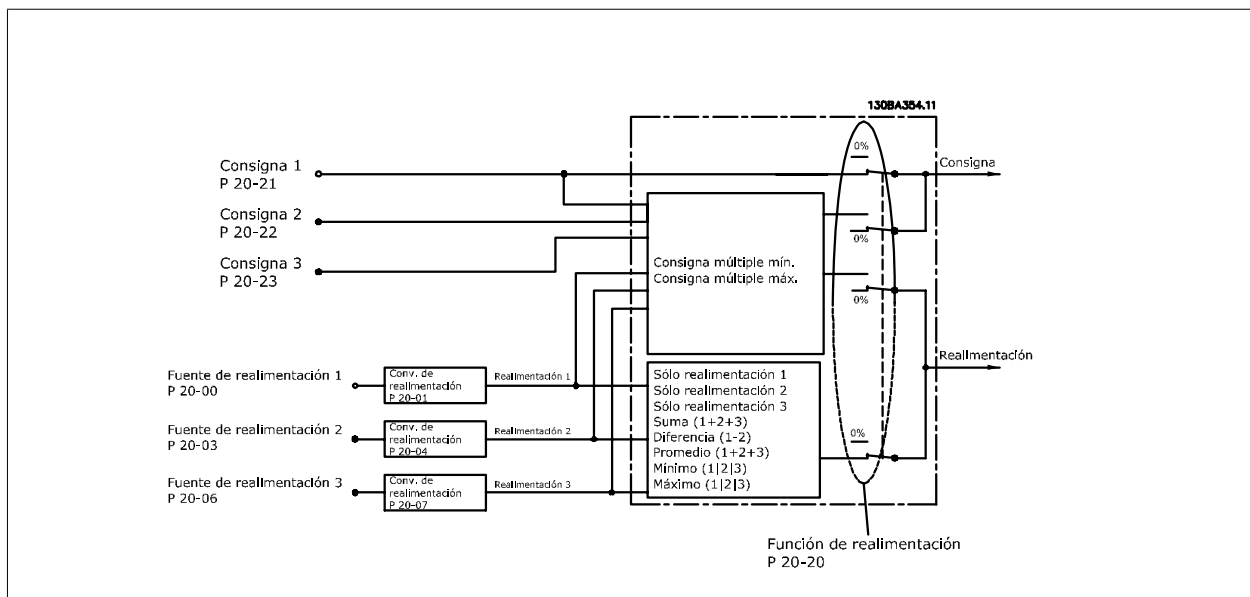 130BA354.11
0%
Consigna
Consigna 1
P 20-21
Consigna 2
P 20-22
0%
Consigna 3
P 20-23
Consigna múltiple mín.
Consigna múltiple máx.
0%
Realimentación
Fuente de realimentación 1
P 20-00
Conv. de
realimentación
P 20-01
Realimentación 1
Fuente de realimentación 2
P 20-03
Conv. de
realimentación
P 20-04
Realimentación 2
Fuente de realimentación 3
P 20-06
Conv. de
realimentación
P 20-07
Realimentación 3
Sólo realimentación 1
Sólo realimentación 2
Sólo realimentación 3
Suma (1+2+3)
Diferencia (1-2)
Promedio (1+2+3)
Mínimo (1|2|3)
Máximo (1|2|3)
0%
Función de realimentación
P 20-20